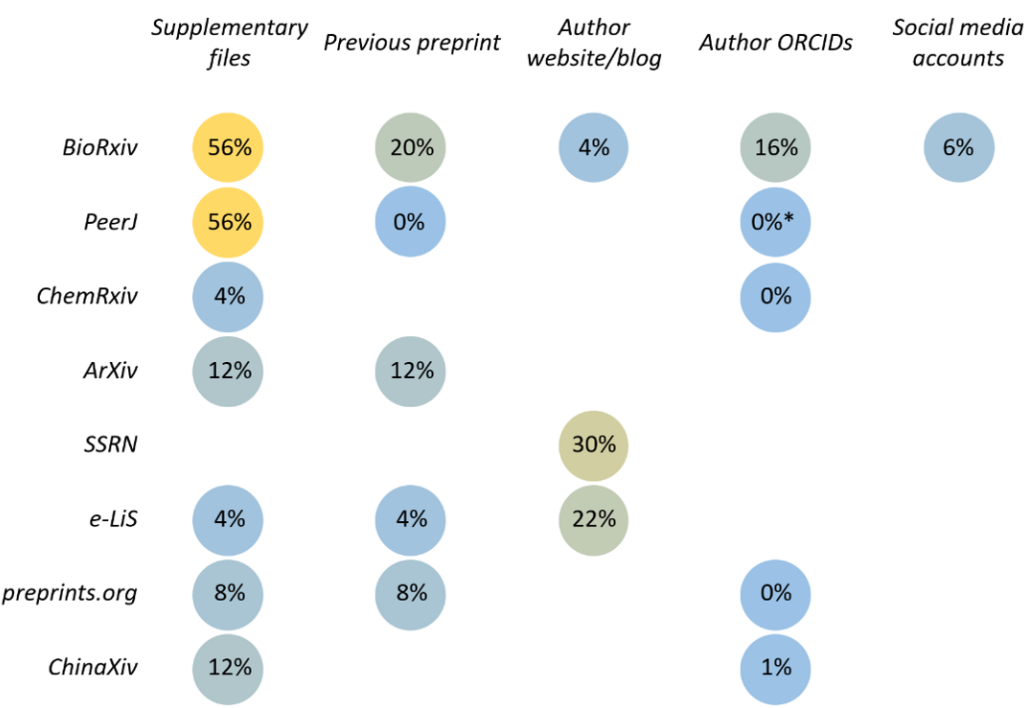 Supplementary files Previous preprint Author website/blog Author ORCIDs Social media accounts
BioRxiv 56% 20% 4% 16% 6%
PeerJ 56% 0% 0%*
ChemRxiv 4% 0%
ArXiv 12% 12%
SSRN 30%
e-LiS 4% 4% 22%
preprints.org 8% 8% 0%
ChinaXiv 12% 1%